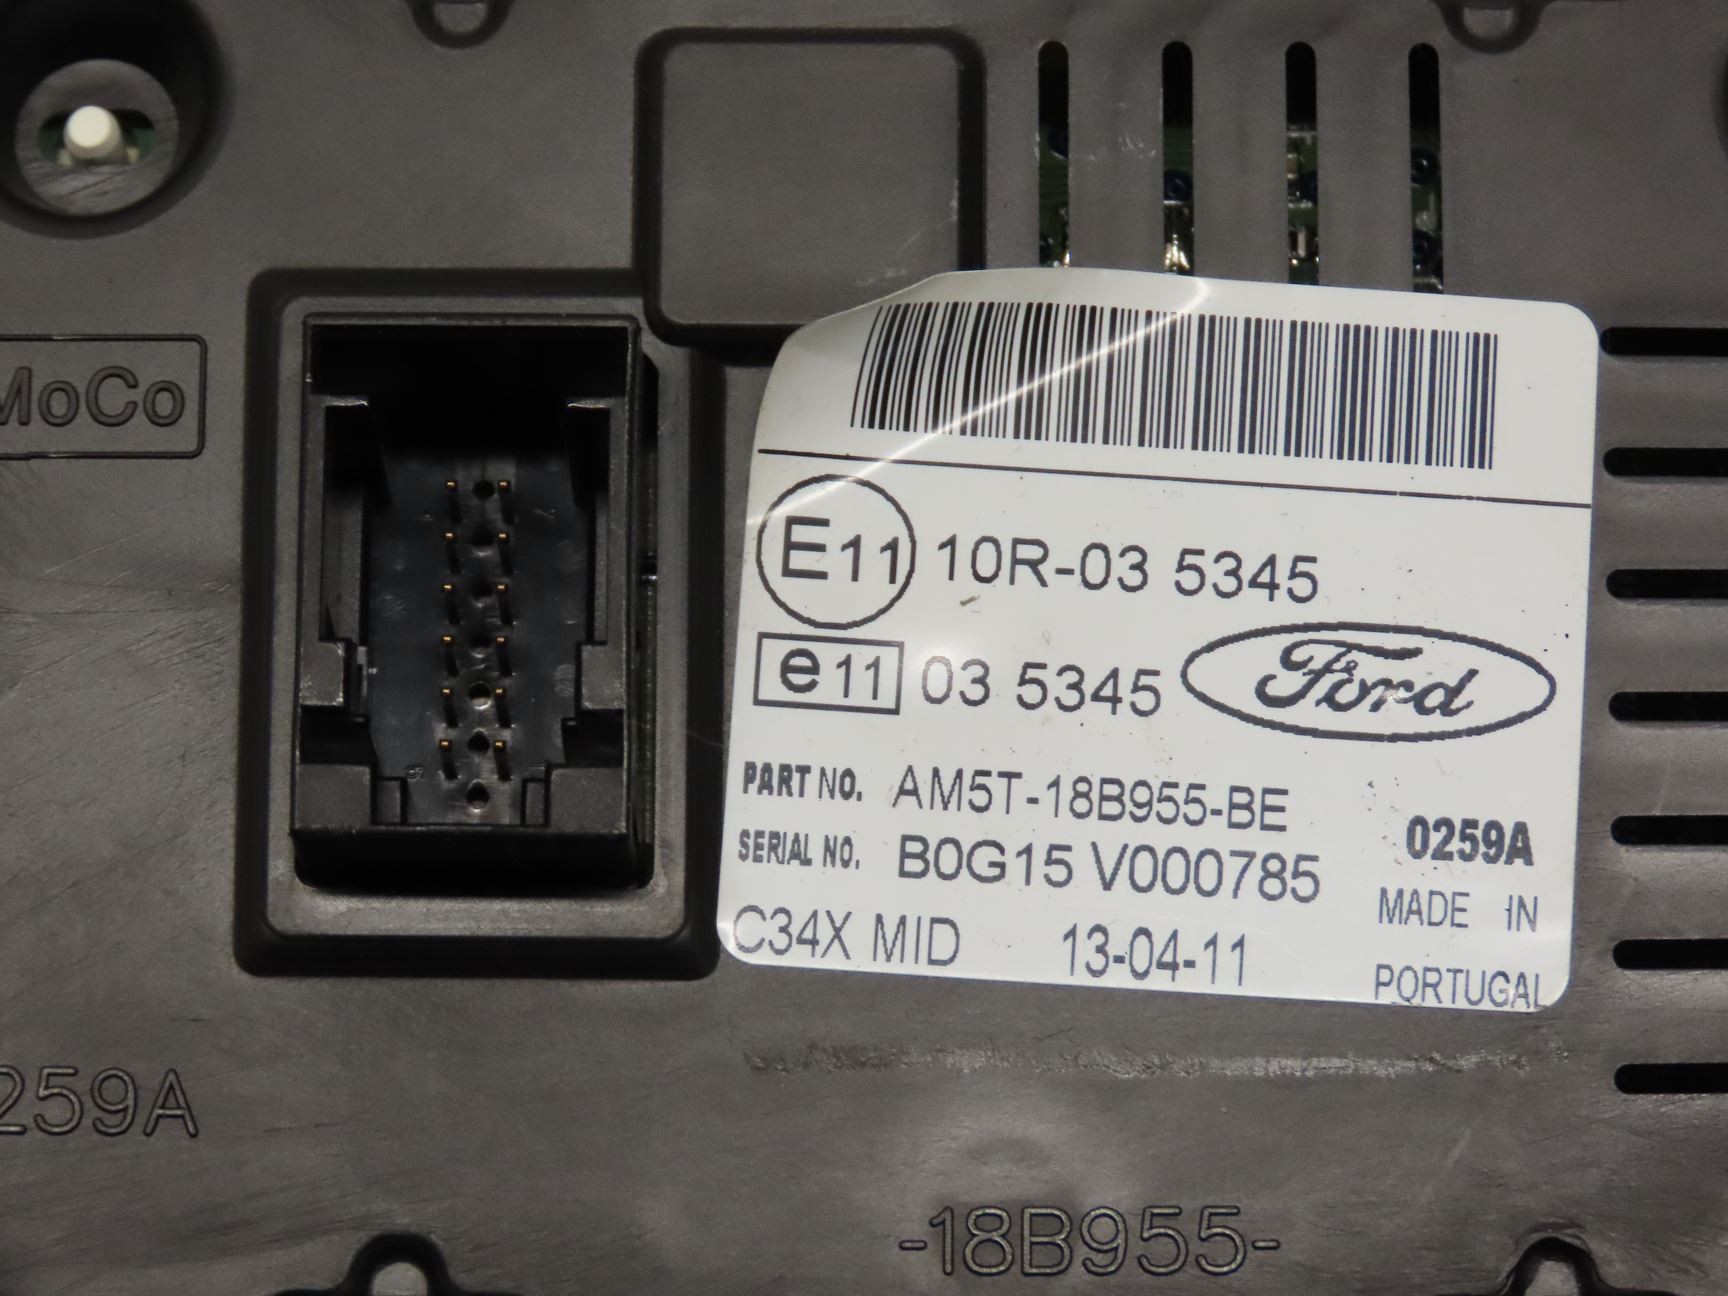 MoCo
E11 10R-03 5345
e11 03 5345 Ford
PART NO. AM5T-18B955-BE
0259A
SERIAL NO. B0G15 V000785
MADE IN
C34X MID 13-04-11
PORTUGAL
259A
-18B955-